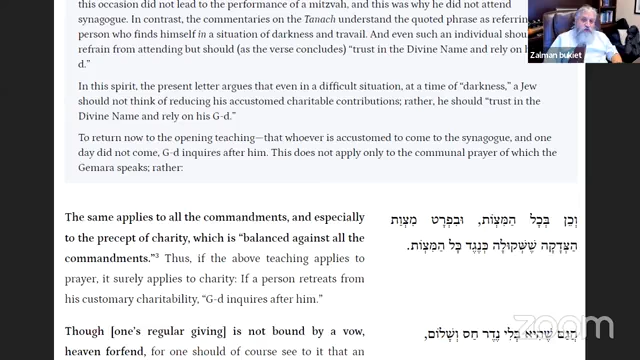 this occasion did not lead to the performance of a mitzvah, and this was why he did not attend
synagogue. In contrast, the commentaries on the Tanach understand the quoted phrase as referring
person who finds himself in a situation of darkness and travail. And even such an individual should
refrain from attending but should (as the verse concludes) "trust in the Divine Name and rely on h
d."
Zalman bukiet
In this spirit, the present letter argues that even in a difficult situation, at a time of "darkness," a Jew
should not think of reducing his accustomed charitable contributions; rather, he should "trust in the
Divine Name and rely on his G-d."
To return now to the opening teaching—that whoever is accustomed to come to the synagogue, and one
day did not come, G-d inquires after him. This does not apply only to the communal prayer of which the
Gemara speaks; rather:
The same applies to all the commandments, and especially
to the precept of charity, which is "balanced against all the
commandments."3 Thus, if the above teaching applies to
prayer, it surely applies to charity: If a person retreats from
his customary charitability, "G-d inquires after him."
וְכֵן בְּכָל הַמִּצְוֹת, וּבִפְרָט מִצְוַת
הַצְּדָקָה שֶׁשְּׁקוּלָה כְּנֶגֶד כָּל הַמִּצְוֹת.
Though [one's regular giving] is not bound by a vow,
heaven forfend, for one should of course see to it that an
הֲגַם שֶׁהִיא בְּלִי נֶדֶר חַס וְשָׁלוֹם,
zoom